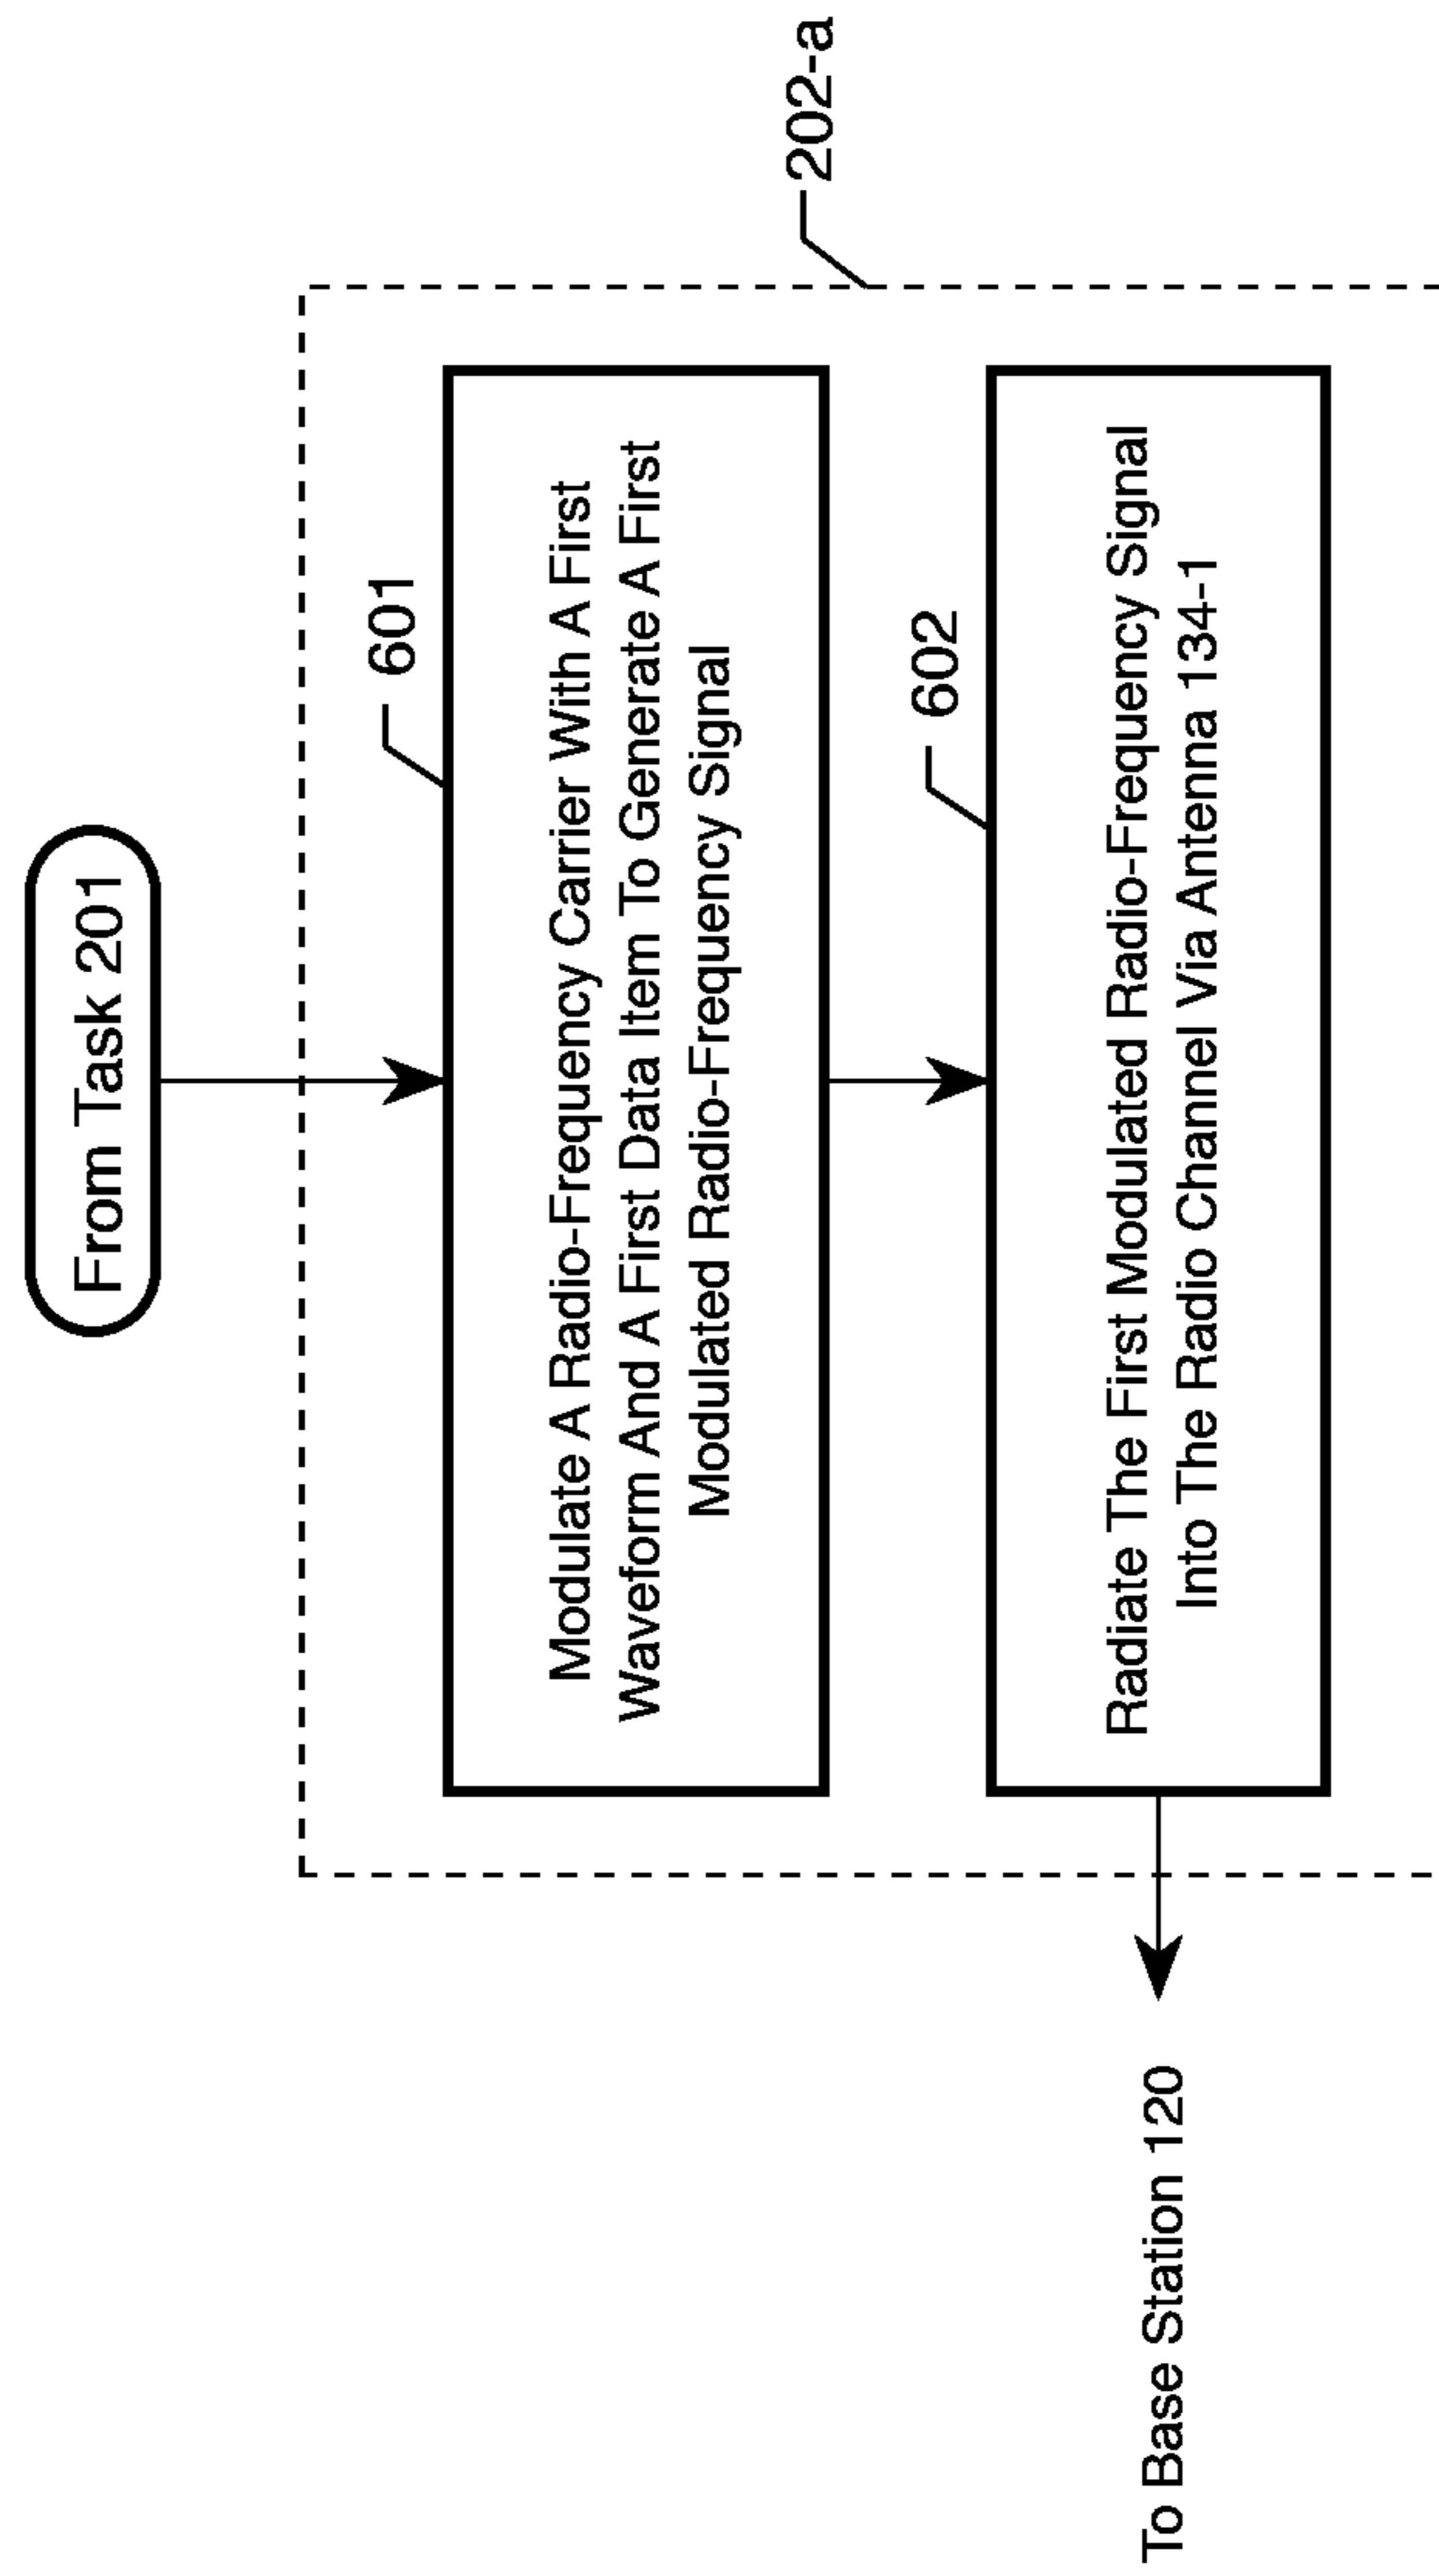 From Task 201
202-a
601
Modulate A Radio-Frequency Carrier With A First
Waveform And A First Data Item To Generate A First
Modulated Radio-Frequency Signal
602
Radiate The First Modulated Radio-Frequency Signal
Into The Radio Channel Via Antenna 134-1
To Base Station 120